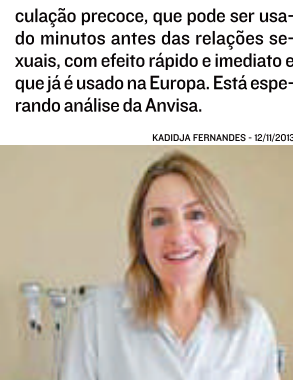 culação precoce, que pode ser usa-
do minutos antes das relações se-
xuais, com efeito rápido e imediato e
que já é usado na Europa. Está espe-
rando análise da Anvisa.
KADIDJA FERNANDES - 12/11/2013